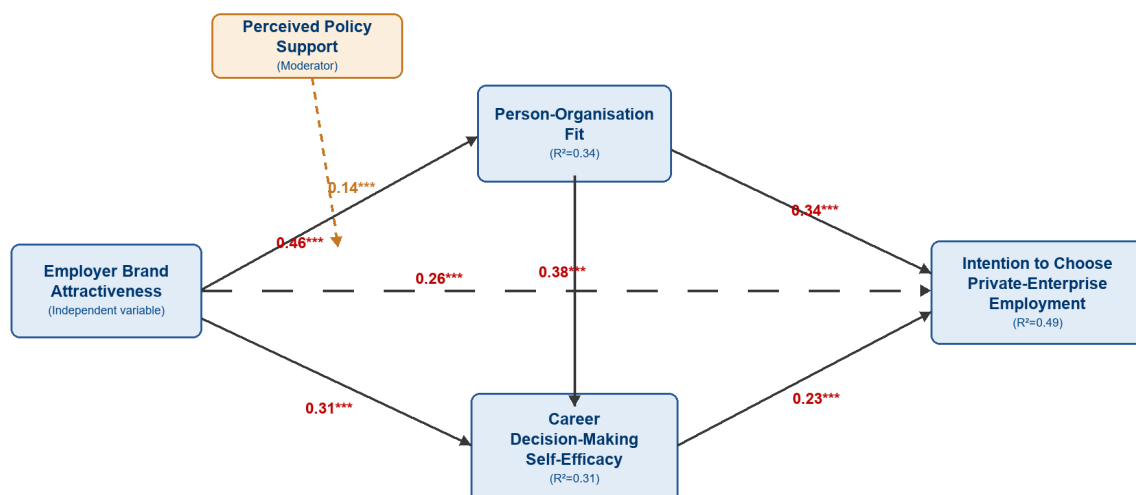 Perceived Policy
Support
(Moderator)
Person-Organisation
Fit
(R²=0.34)
0.14***
0.34***
0.46***
Employer Brand
Attractiveness
(Independent variable)
0.26***
0.38***
Intention to Choose
Private-Enterprise
Employment
(R²=0.49)
0.31***
0.23***
Career
Decision-Making
Self-Efficacy
(R²=0.31)